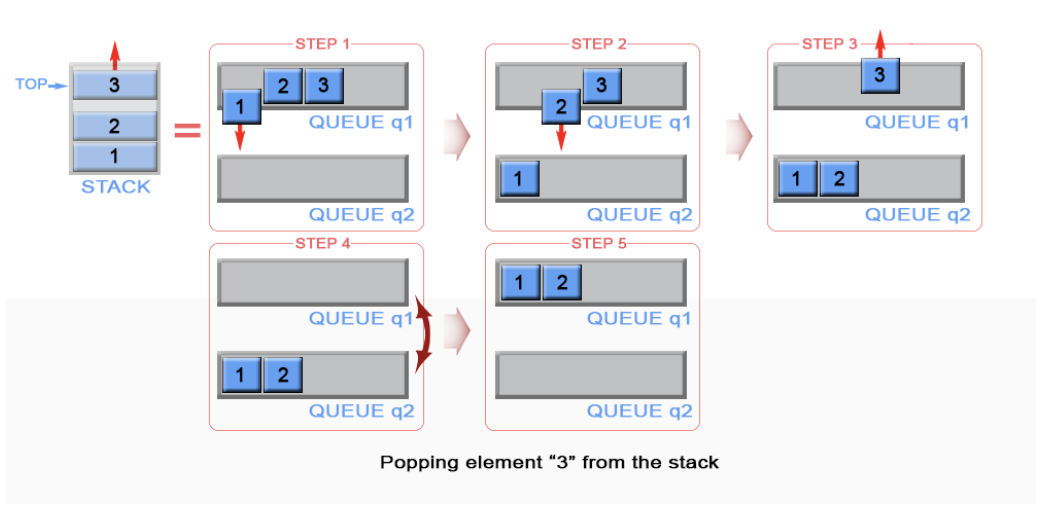 TOP
3
2
1
STACK
=
STEP 1
2 3
1
QUEUE q1
QUEUE q2
STEP 2
3
2
QUEUE q1
1
QUEUE q2
STEP 3
3
QUEUE q1
1 2
QUEUE q2
STEP 4
QUEUE q1
1 2
QUEUE q2
STEP 5
1 2
QUEUE q1
QUEUE q2
Popping element “3” from the stack